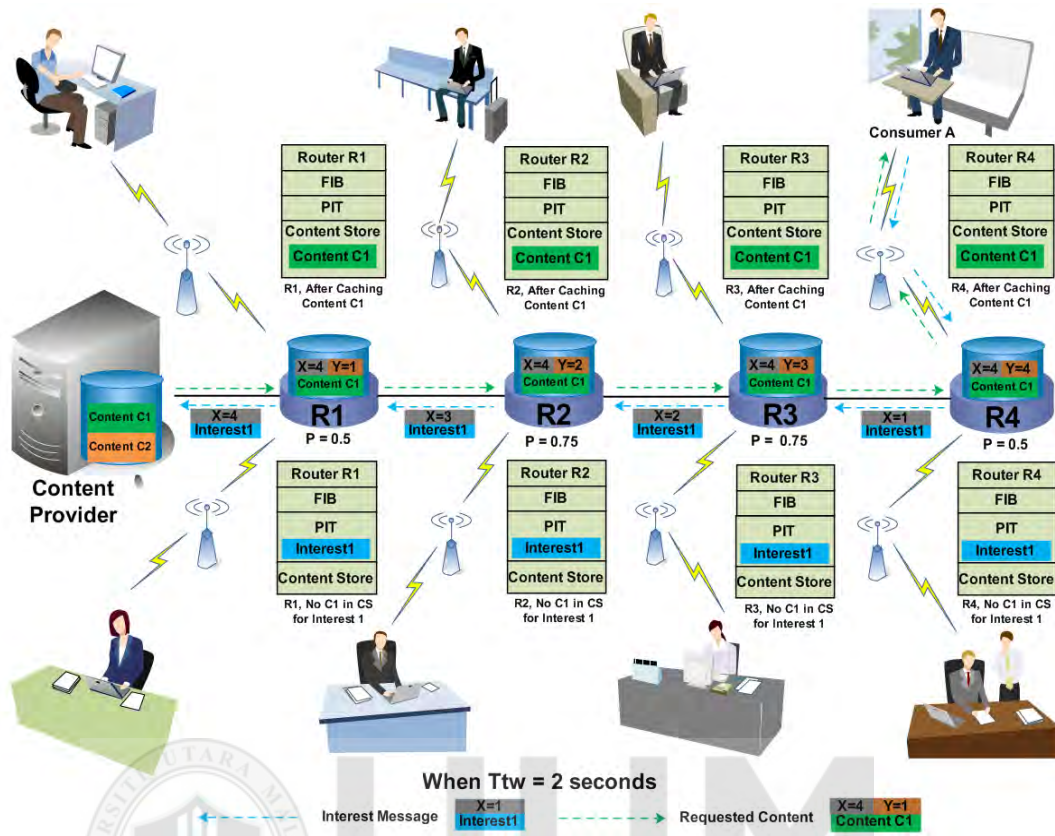 Consumer A
Router R1
FIB
PIT
Content Store
Content C1
R1, After Caching
Content C1
Router R2
FIB
PIT
Content Store
Content C1
R2, After Caching
Content C1
Router R3
FIB
PIT
Content Store
Content C1
R3, After Caching
Content C1
Router R4
FIB
PIT
Content Store
Content C1
R4, After Caching
Content C1
Content C1
Content C2
Content
Provider
X=4
Interest1
X=4 Y=1
Content C1
R1
P = 0.5
X=3
Interest1
X=4 Y=2
Content C1
R2
P = 0.75
X=2
Interest1
X=4 Y=3
Content C1
R3
P = 0.75
X=1
Interest1
X=4 Y=4
Content C1
R4
P = 0.5
Router R1
FIB
PIT
Interest1
Content Store
R1, No C1 in CS
for Interest 1
Router R2
FIB
PIT
Interest1
Content Store
R2, No C1 in CS
for Interest 1
Router R3
FIB
PIT
Interest1
Content Store
R3, No C1 in CS
for Interest 1
Router R4
FIB
PIT
Interest1
Content Store
R4, No C1 in CS
for Interest 1
When Ttw = 2 seconds
Interest Message
X=1
Interest1
Requested Content
X=4 Y=1
Content C1
UTARA